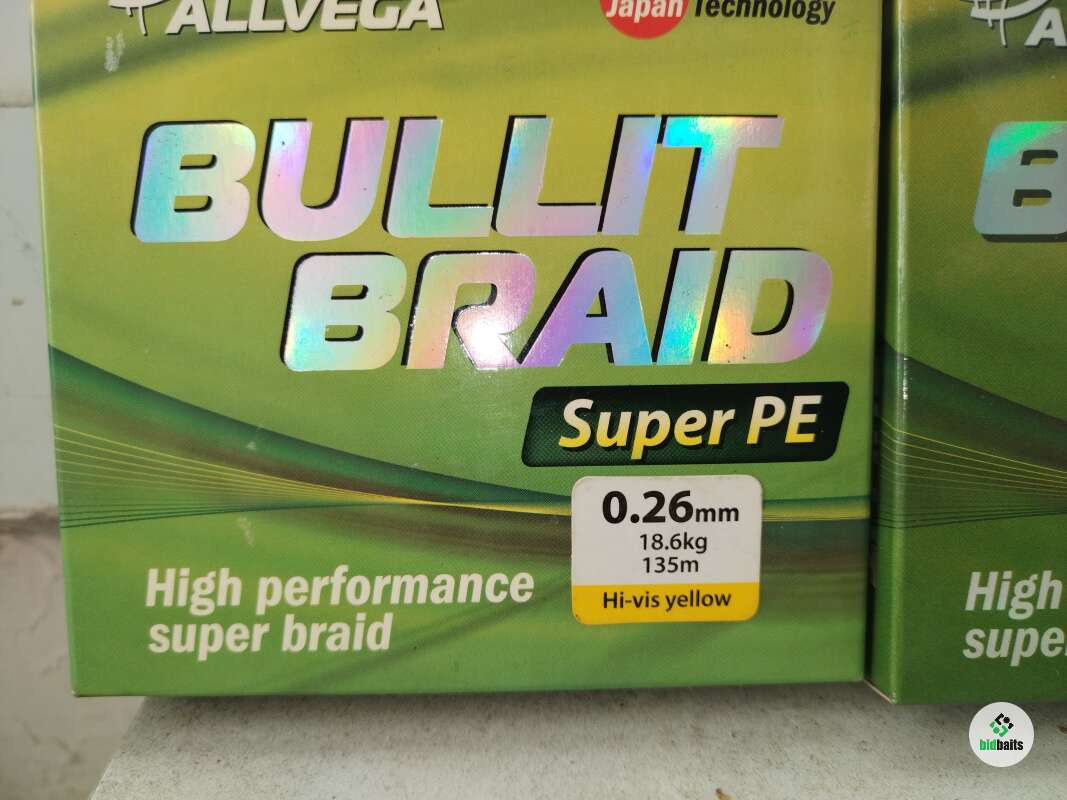 ALLVEGA
Japan Technology
BULLIT
BRAID
Super PE
0.26mm
18.6kg
135m
Hi-vis yellow
High performance
super braid
A
B
High
supe
bidbaits